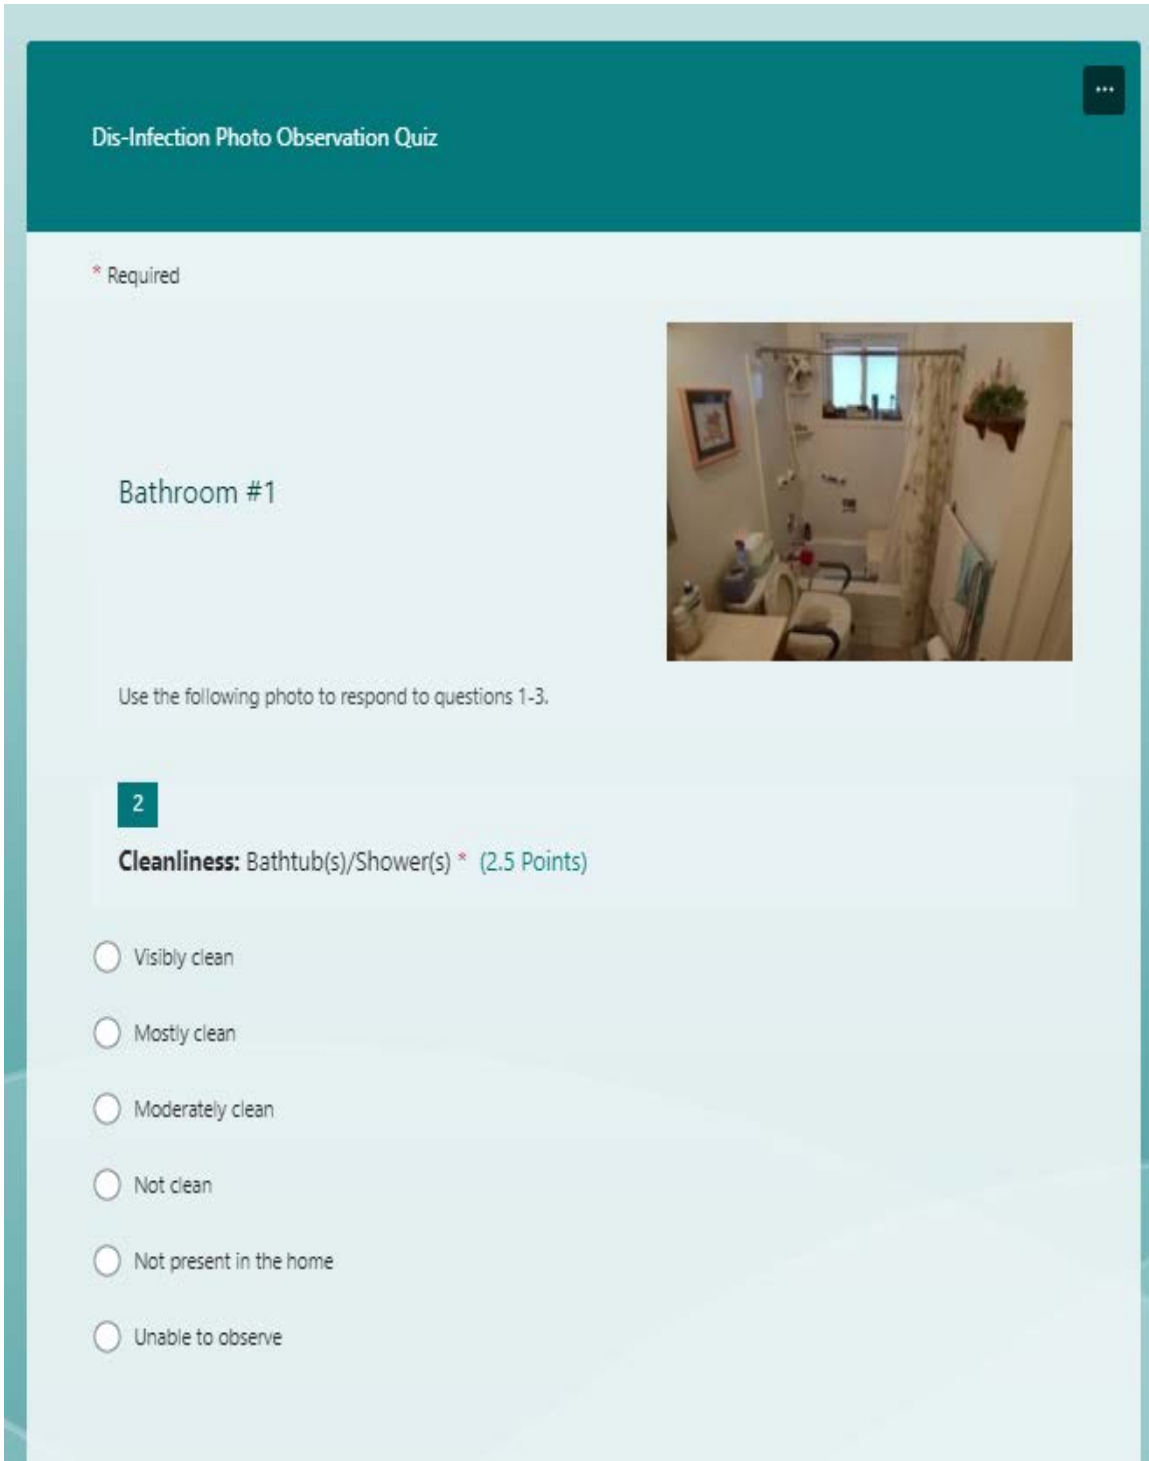 ...
Dis-Infection Photo Observation Quiz
* Required
Bathroom #1
Use the following photo to respond to questions 1-3.
2
Cleanliness: Bathtub(s)/Shower(s) * (2.5 Points)
Visibly clean
Mostly clean
Moderately clean
Not clean
Not present in the home
Unable to observe